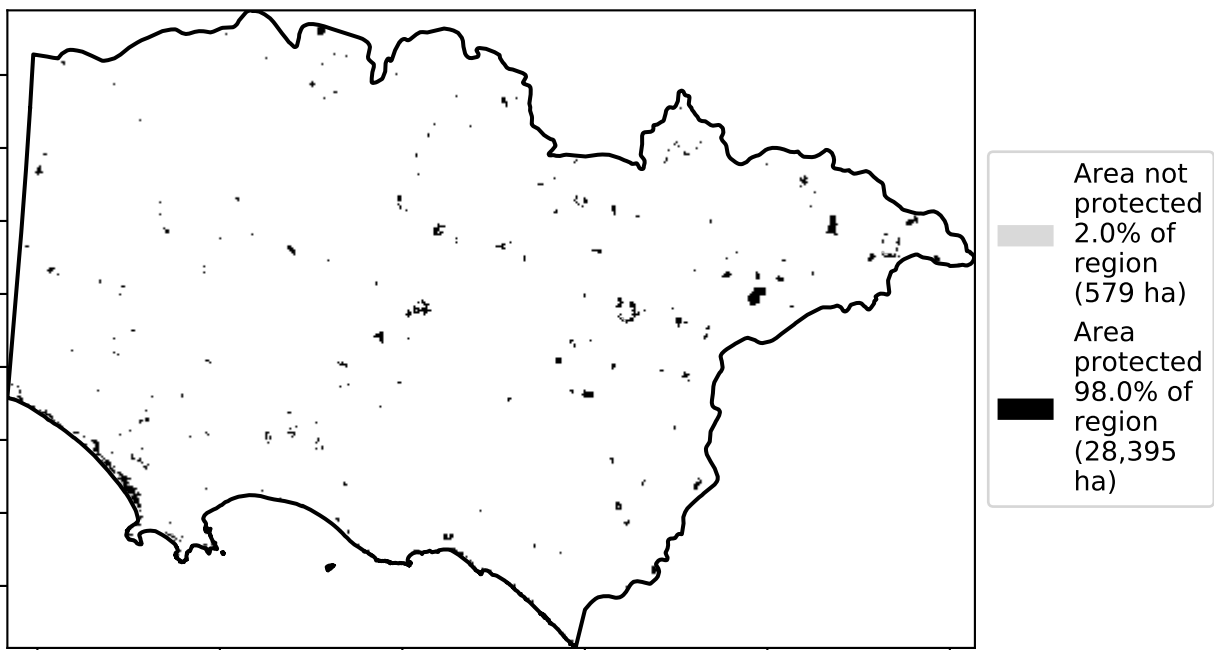 Area not
protected
2.0% of
region
(579 ha)
Area
protected
98.0% of
region
(28,395
ha)